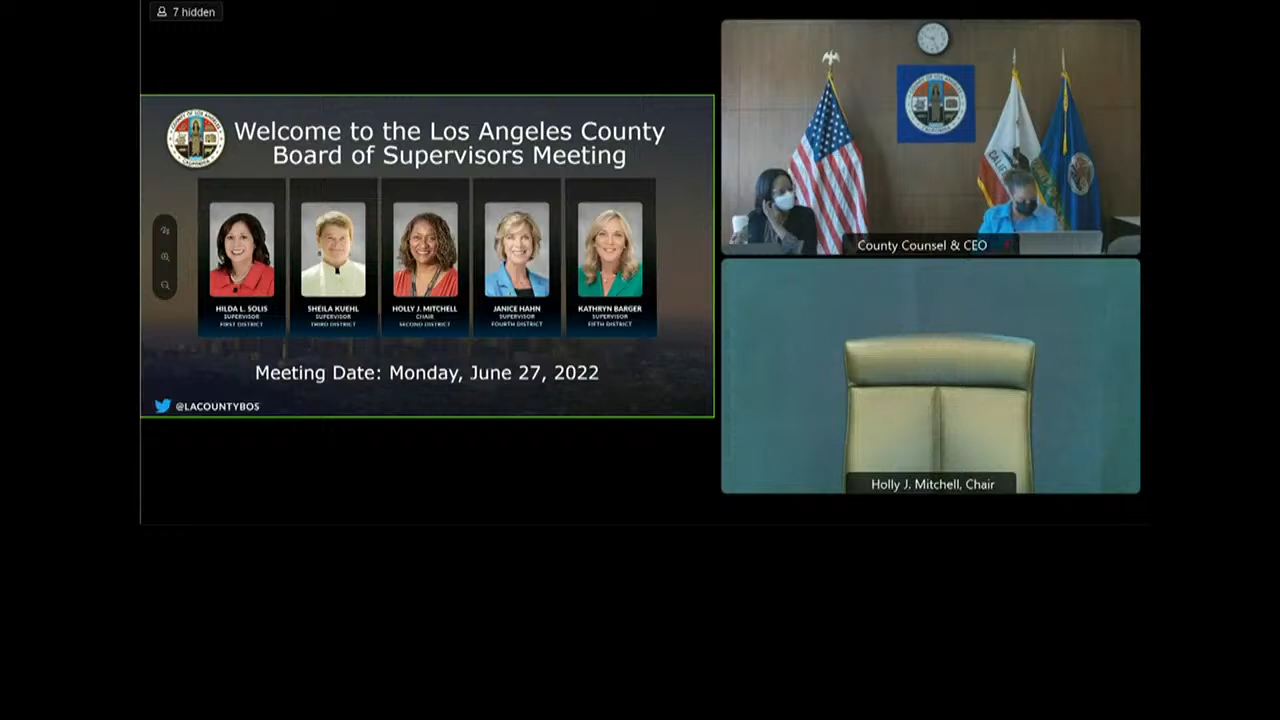 7 hidden
Welcome to the Los Angeles County
Board of Supervisors Meeting
HILDA L. SOLIS
SUPERVISOR
FIRST DISTRICT
SHEILA KUEHL
SUPERVISOR
THIRD DISTRICT
HOLLY J. MITCHELL
CHAIR
SECOND DISTRICT
JANICE HAHN
SUPERVISOR
FOURTH DISTRICT
KATHRYN BARGER
SUPERVISOR
FIFTH DISTRICT
Meeting Date: Monday, June 27, 2022
@LACOUNTYBOS
County Counsel & CEO
Holly J. Mitchell, Chair